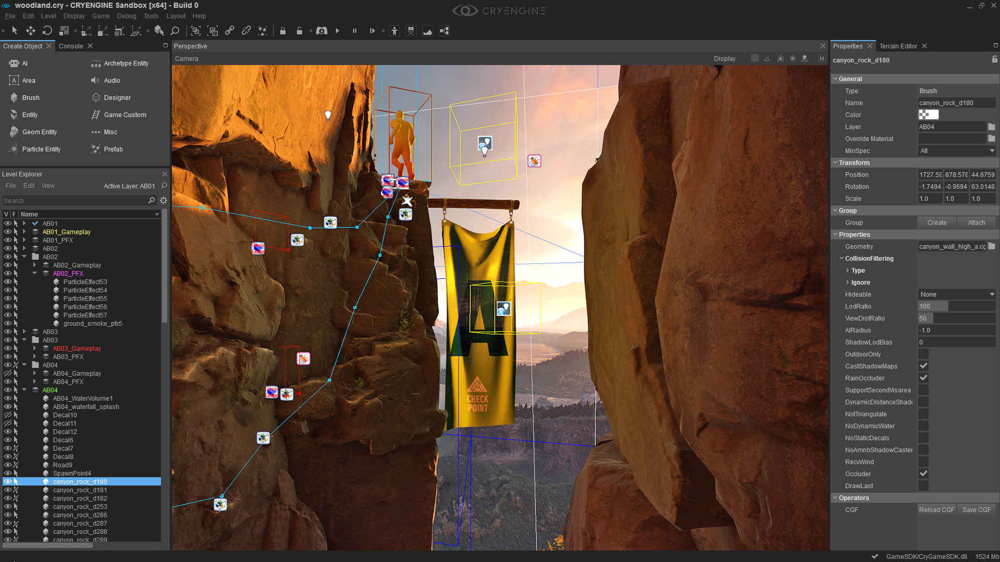 woodland.cry - CRYENGINE Sandbox [x64] - Build 0
CRYENGINE
File Edit Level Display Game Debug Tools Layout Help
Create Object
Console
AI
Archetype Entity
Area
Audio
Brush
Designer
Entity
Game Custom
Geom Entity
Misc
Particle Entity
Prefab
Level Explorer
File Edit View
Active Layer: AB01
Search
V F Name
AB01
AB01_Gameplay
AB01_PFX
AB02
AB02
AB02_Gameplay
AB02_PFX
ParticleEffect53
ParticleEffect54
ParticleEffect55
ParticleEffect56
ParticleEffect57
ground_smoke_pfx5
AB03
AB03
AB03_Gameplay
AB03_PFX
AB04
AB04_Gameplay
AB04_PFX
AB04
AB04_WaterVolume1
AB04_waterfall_splash
Decal10
Decal11
Decal12
Decal6
Decal7
Decal8
Road9
SpawnPoint4
canyon_rock_d180
canyon_rock_d181
canyon_rock_d182
canyon_rock_d253
canyon_rock_d286
canyon_rock_d287
canyon_rock_d288
canyon_rock_d289
Perspective
Camera
Display
H
A
CHECK
POINT
Properties
Terrain Editor
canyon_rock_d180
General
Type Brush
Name canyon_rock_d180
Color
Layer AB04
Override Material
MinSpec All
Transform
Position 1727.59 878.578 44.6759
Rotation -1.7494 -0.9694 63.0148
Scale 1.0 1.0 1.0
Group
Group Create Attach
Properties
Geometry canyon_wall_high_a.cg
CollisionFiltering
Type
Ignore
Hideable None
LodRatio 100
ViewDistRatio 50
AIRadius -1.0
ShadowLodBias 0
OutdoorOnly
CastShadowMaps
RainOccluder
SupportSecondVisarea
DynamicDistanceShado
NotTriangulate
NoDynamicWater
NoStaticDecals
NoAmnbShadowCaster
RecvWind
Occluder
DrawLast
Operators
CGF Reload CGF Save CGF
GameSDK/CryGameSDK.dll 1524 Mb